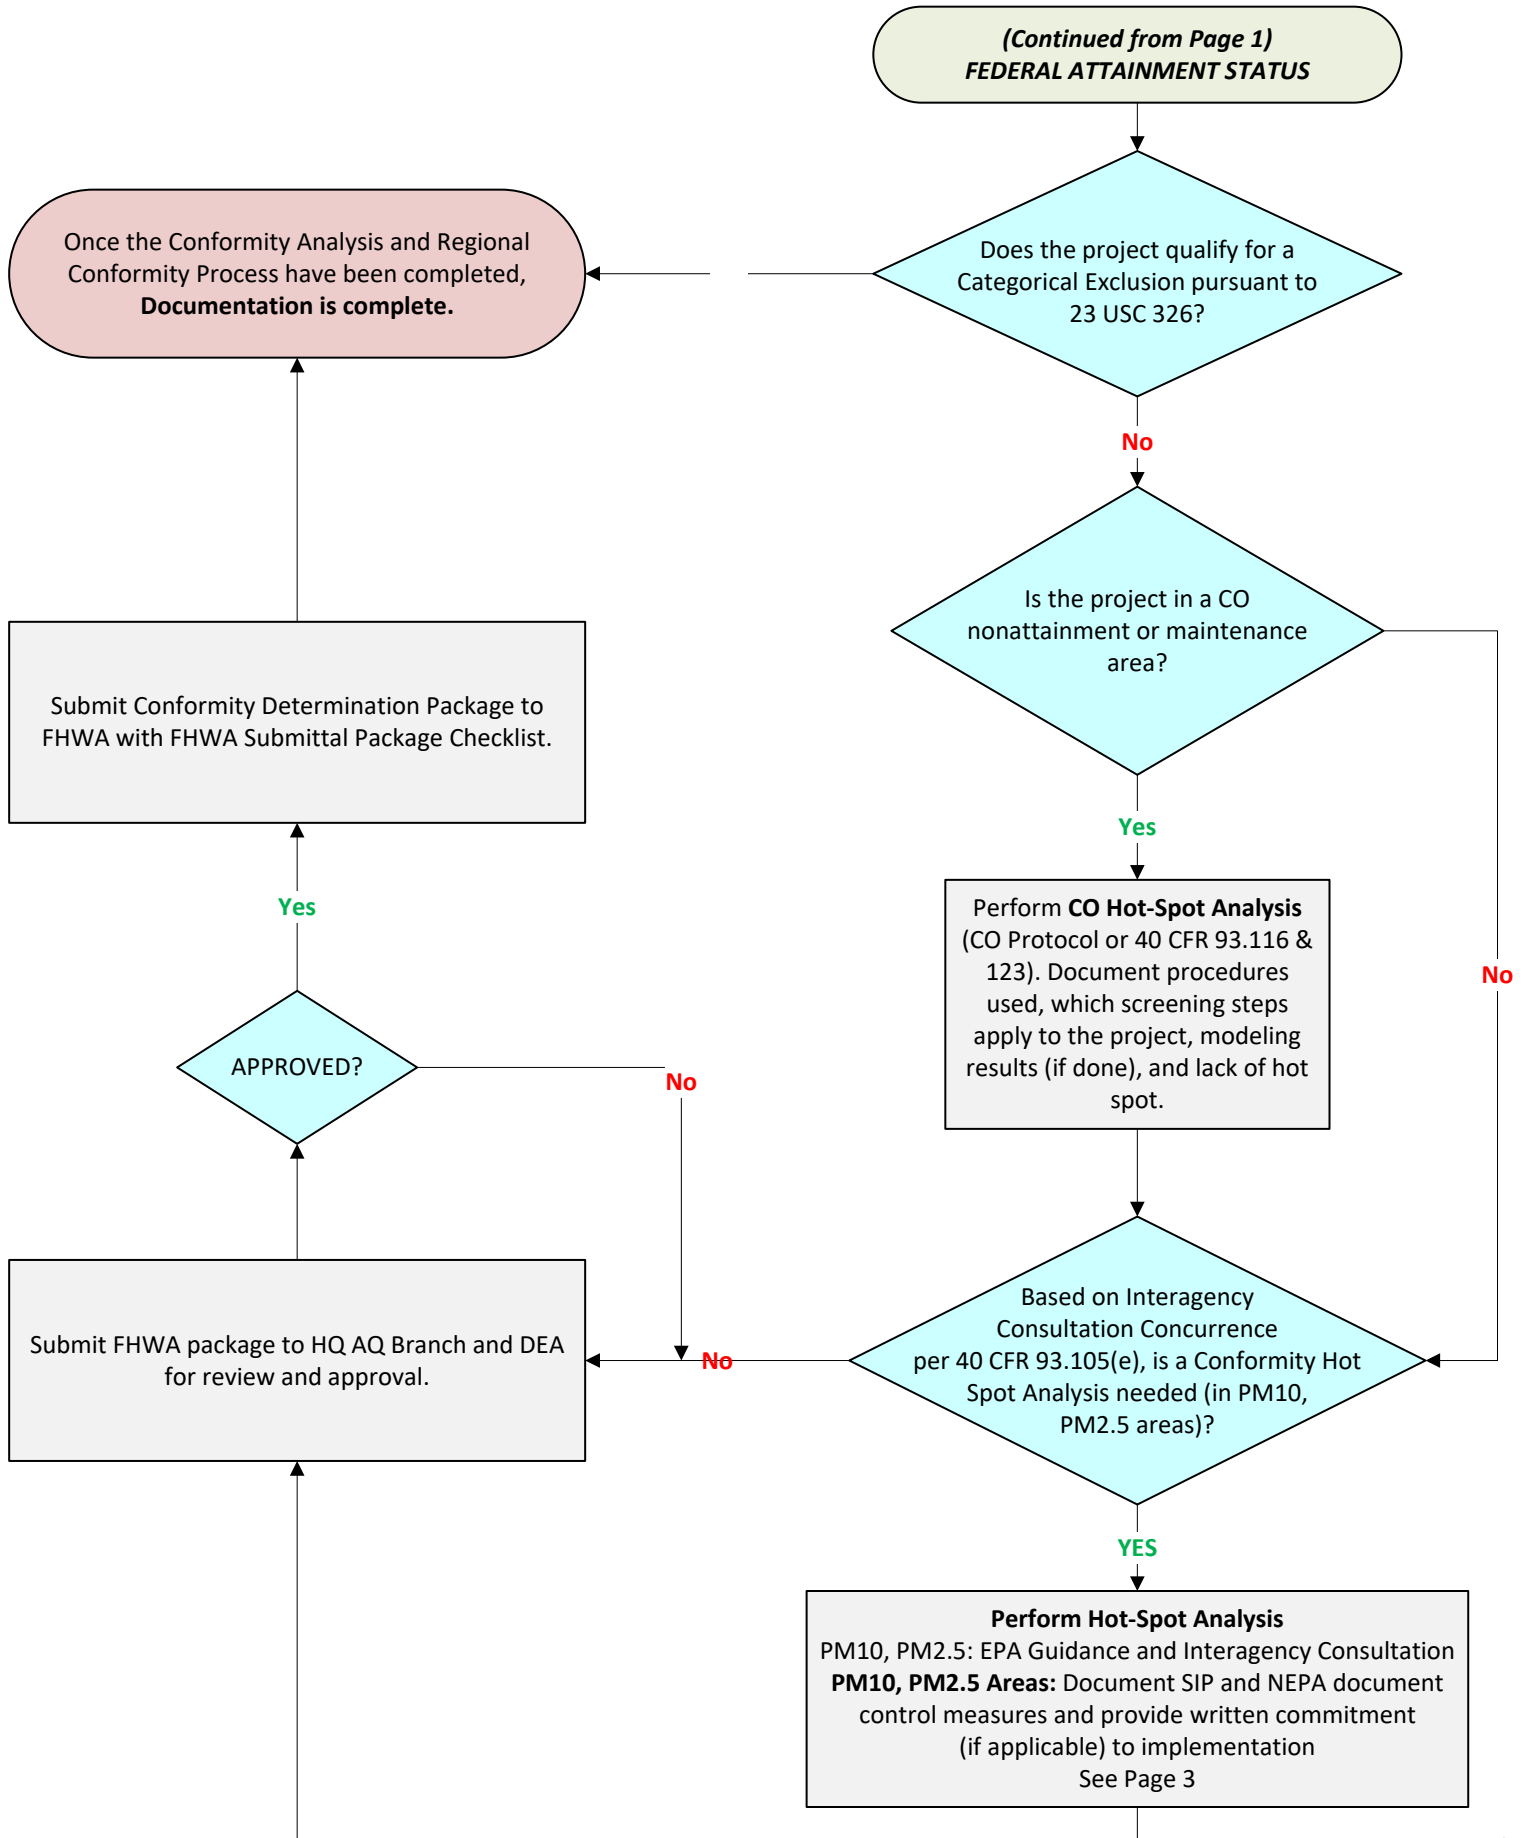 (Continued from Page 1)
FEDERAL ATTAINMENT STATUS
Does the project qualify for a
Categorical Exclusion pursuant to
23 USC 326?
Once the Conformity Analysis and Regional
Conformity Process have been completed,
Documentation is complete.
No
Is the project in a CO
nonattainment or maintenance
area?
Submit Conformity Determination Package to
FHWA with FHWA Submittal Package Checklist.
Yes
Perform CO Hot-Spot Analysis
(CO Protocol or 40 CFR 93.116 &
123). Document procedures
used, which screening steps
apply to the project, modeling
results (if done), and lack of hot
spot.
No
Yes
APPROVED?
No
Based on Interagency
Consultation Concurrence
per 40 CFR 93.105(e), is a Conformity Hot
Spot Analysis needed (in PM10,
PM2.5 areas)?
No
Submit FHWA package to HQ AQ Branch and DEA
for review and approval.
YES
Perform Hot-Spot Analysis
PM10, PM2.5: EPA Guidance and Interagency Consultation
PM10, PM2.5 Areas: Document SIP and NEPA document
control measures and provide written commitment
(if applicable) to implementation
See Page 3